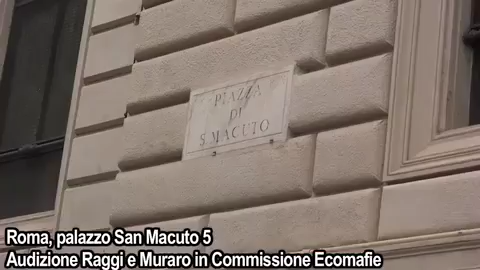 PIAZZA
DI
S. MACUTO
Roma, palazzo San Macuto 5
Audizione Raggi e Muraro in Commissione Ecomafie